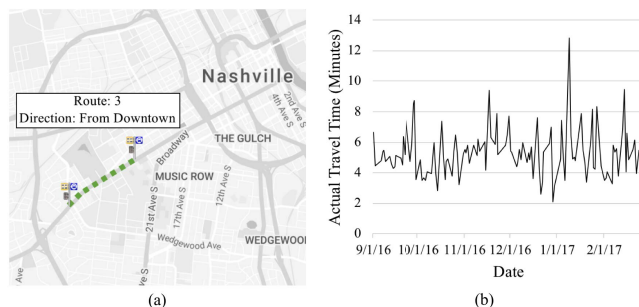 Nashville
Route: 3
Direction: From Downtown
2nd Ave S
4th Ave S
THE GULCH
Broadway
MUSIC ROW
21st Ave S
17th Ave S
12th Ave S
Wedgewood Ave
WEDGEWOO
Ave
ve S
(a)
Actual Travel Time (Minutes)
14
12
10
8
6
4
2
0
9/1/16 10/1/16 11/1/16 12/1/16 1/1/17 2/1/17
Date
(b)